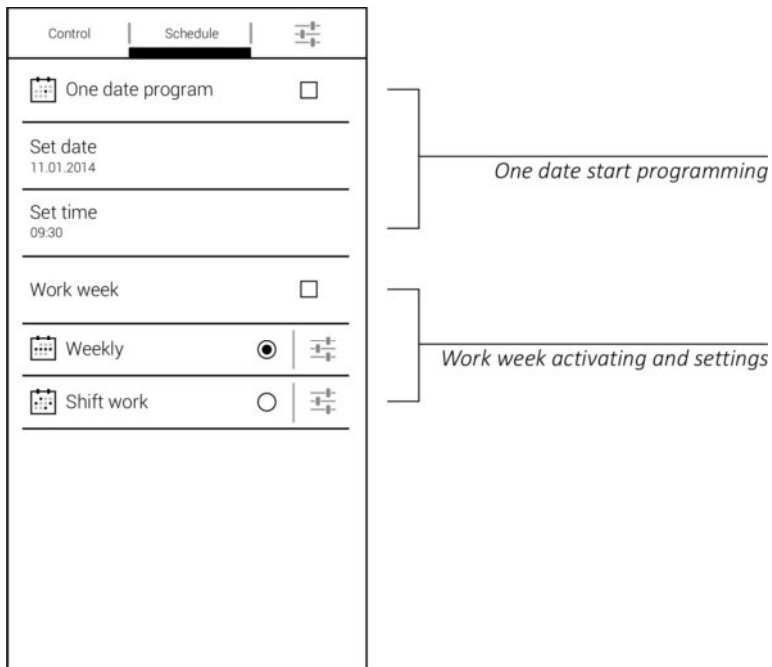 Control
Schedule
One date program
Set date
11.01.2014
Set time
09:30
Work week
Weekly
Shift work
One date start programming
Work week activating and settings